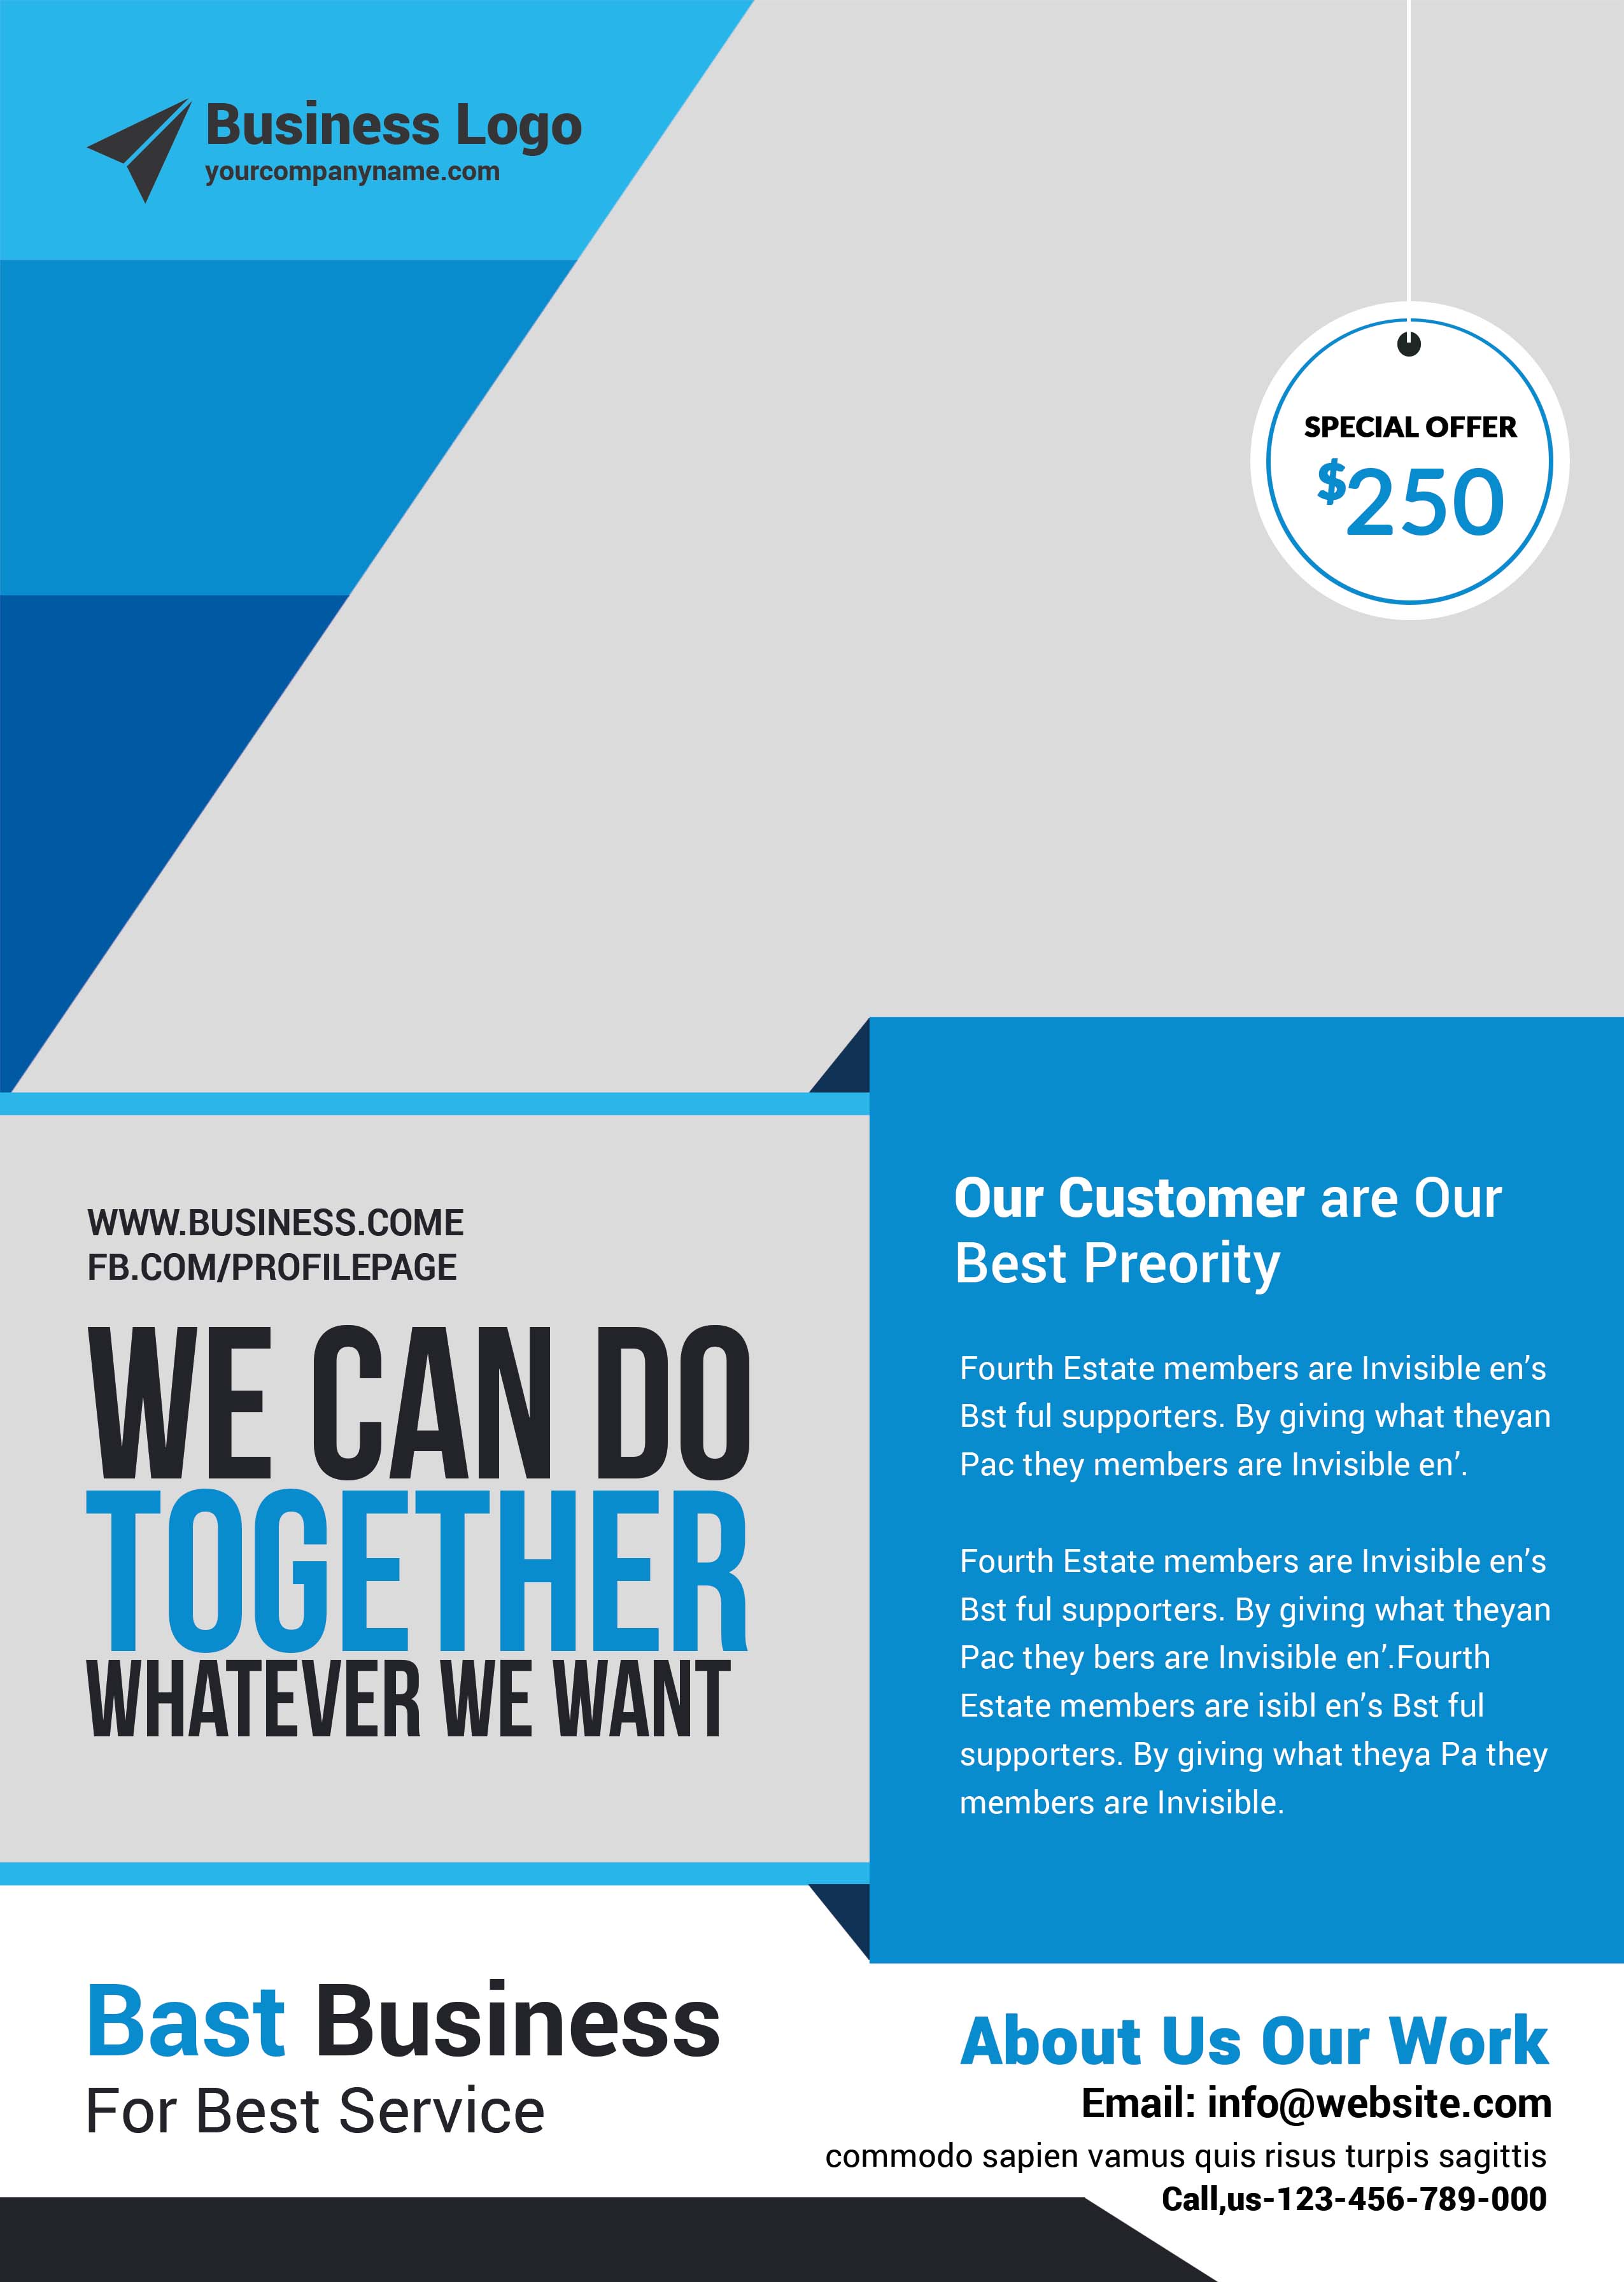 Business Logo
yourcompanyname.com
SPECIAL OFFER
$250
WWW.BUSINESS.COME
FB.COM/PROFILEPAGE
WE CAN DO
TOGETHER
WHATEVER WE WANT
Our Customer are Our
Best Preority
Fourth Estate members are Invisible en’s
Bst ful supporters. By giving what theyan
Pac they members are Invisible en’.
Fourth Estate members are Invisible en’s
Bst ful supporters. By giving what theyan
Pac they bers are Invisible en’.Fourth
Estate members are isibl en’s Bst ful
supporters. By giving what theya Pa they
members are Invisible.
Bast Business
For Best Service
About Us Our Work
Email: info@website.com
commodo sapien vamus quis risus turpis sagittis
Call,us-123-456-789-000